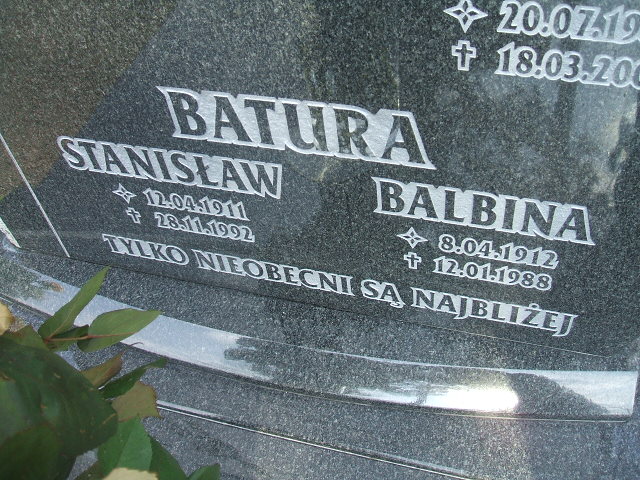 20.07.19
18.03.20
BATURA
STANISŁAW
12.04.1911
28.11.1992
BALBINA
8.04.1912
12.01.1988
TYLKO NIEOBECNI SĄ NAJBLIŻEJ